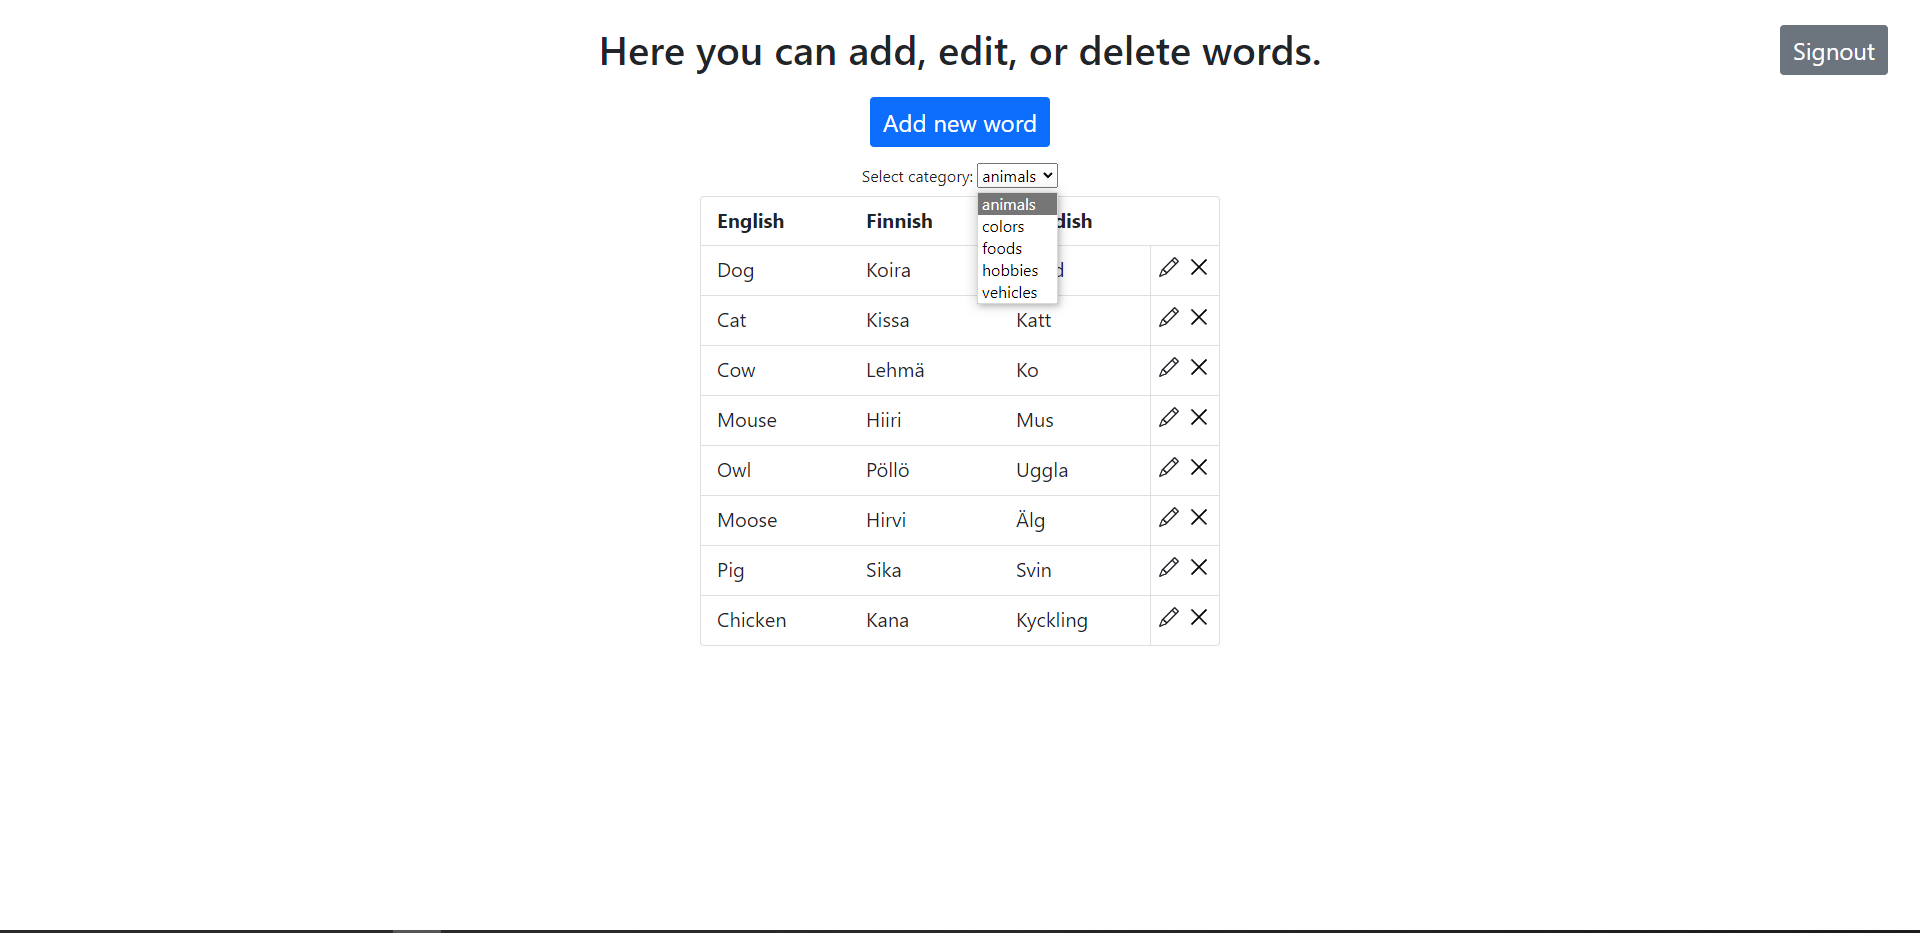 Here you can add, edit, or delete words.
Signout
Add new word
Select category: animals
animals
colors
foods
hobbies
vehicles
English Finnish dish
Dog Koira d
Cat Kissa Katt
Cow Lehmä Ko
Mouse Hiiri Mus
Owl Pöllö Uggla
Moose Hirvi Älg
Pig Sika Svin
Chicken Kana Kyckling